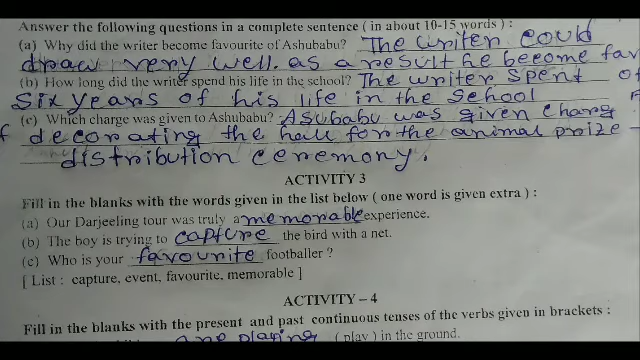 Answer the following questions in a complete sentence ( in about 10-15 words ) :
(a) Why did the writer become favourite of Ashubabu? The writer could
draw very well. as a result he become fav
(b) How long did the writer spend his life in the school? The writer spent
six years of his life in the school
(c) Which charge was given to Ashubabu? Asubabu was given charg
f decorating the hall for the animal prize
distribution ceremony.
ACTIVITY 3
Fill in the blanks with the words given in the list below ( one word is given extra ) :
(a) Our Darjeeling tour was truly a memorable experience.
(b) The boy is trying to capture the bird with a net.
(c) Who is your favourite footballer ?
[ List : capture, event, favourite, memorable ]
ACTIVITY – 4
Fill in the blanks with the present and past continuous tenses of the verbs given in brackets :
are playing (play) in the ground.